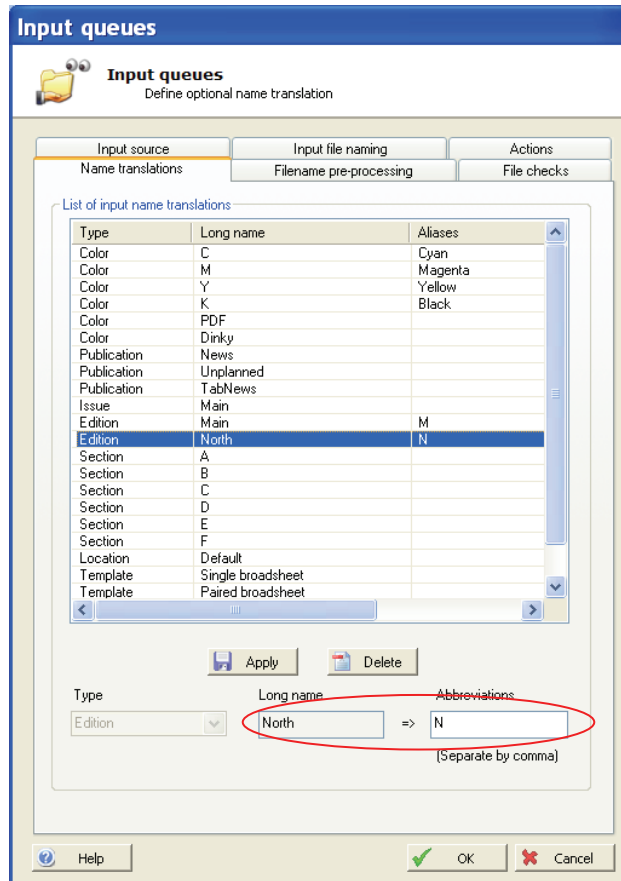 Input queues
Input queues
Define optional name translation
Input source Input file naming Actions
Name translations Filename pre-processing File checks
List of input name translations
Type Long name Aliases
Color C Cyan
Color M Magenta
Color Y Yellow
Color K Black
Color PDF
Color Dinky
Publication News
Publication Unplanned
Publication TabNews
Issue Main
Edition Main M
Edition North N
Section A
Section B
Section C
Section D
Section E
Section F
Location Default
Template Single broadsheet
Template Paired broadsheet
Apply Delete
Type Long name Abbreviations
Edition North => N
(Separate by comma)
Help OK Cancel